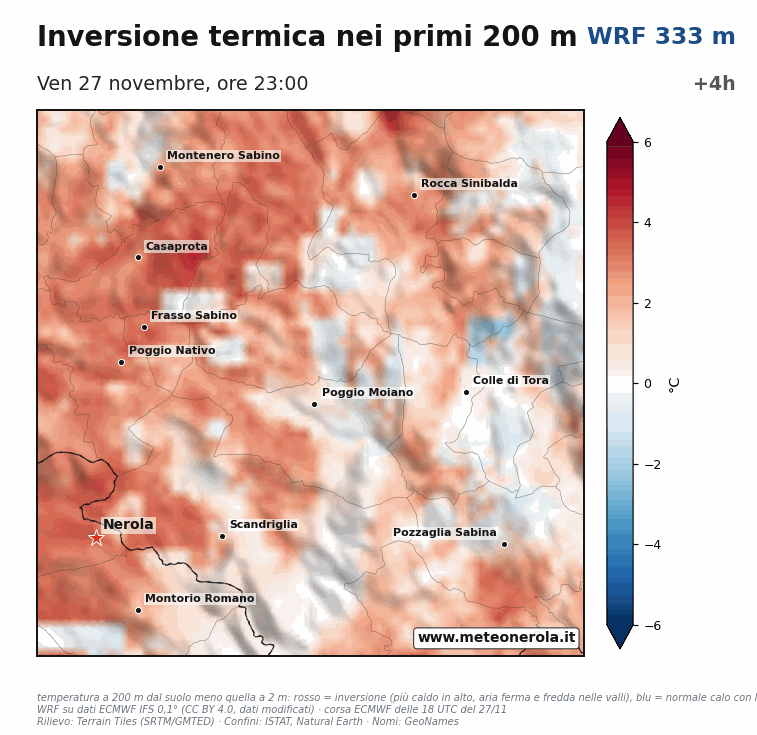 Inversione termica nei primi 200 m WRF 333 m
Ven 27 novembre, ore 23:00 +4h
Montenero Sabino
Rocca Sinibalda
Casaprota
Frasso Sabino
Poggio Nativo
Colle di Tora
Poggio Moiano
Nerola
Scandriglia
Pozzaglia Sabina
Montorio Romano
www.meteonerola.it
6
4
2
0
−2
−4
−6
°C
temperatura a 200 m dal suolo meno quella a 2 m: rosso = inversione (più caldo in alto, aria ferma e fredda nelle valli), blu = normale calo con
WRF su dati ECMWF IFS 0,1° (CC BY 4.0, dati modificati) · corsa ECMWF delle 18 UTC del 27/11
Rilievo: Terrain Tiles (SRTM/GMTED) · Confini: ISTAT, Natural Earth · Nomi: GeoNames